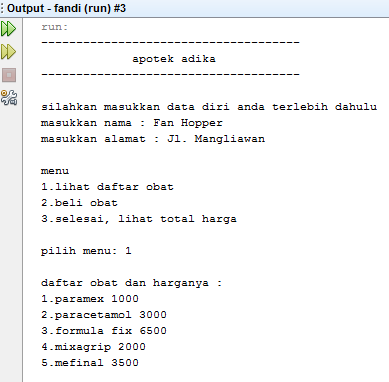 Output - fandi (run) #3
run:
-------------------------------------
apotek adika
-------------------------------------
silahkan masukkan data diri anda terlebih dahulu
masukkan nama : Fan Hopper
masukkan alamat : Jl. Mangliawan
menu
1.lihat daftar obat
2.beli obat
3.selesai, lihat total harga
pilih menu: 1
daftar obat dan harganya :
1.paramex 1000
2.paracetamol 3000
3.formula fix 6500
4.mixagrip 2000
5.mefinal 3500